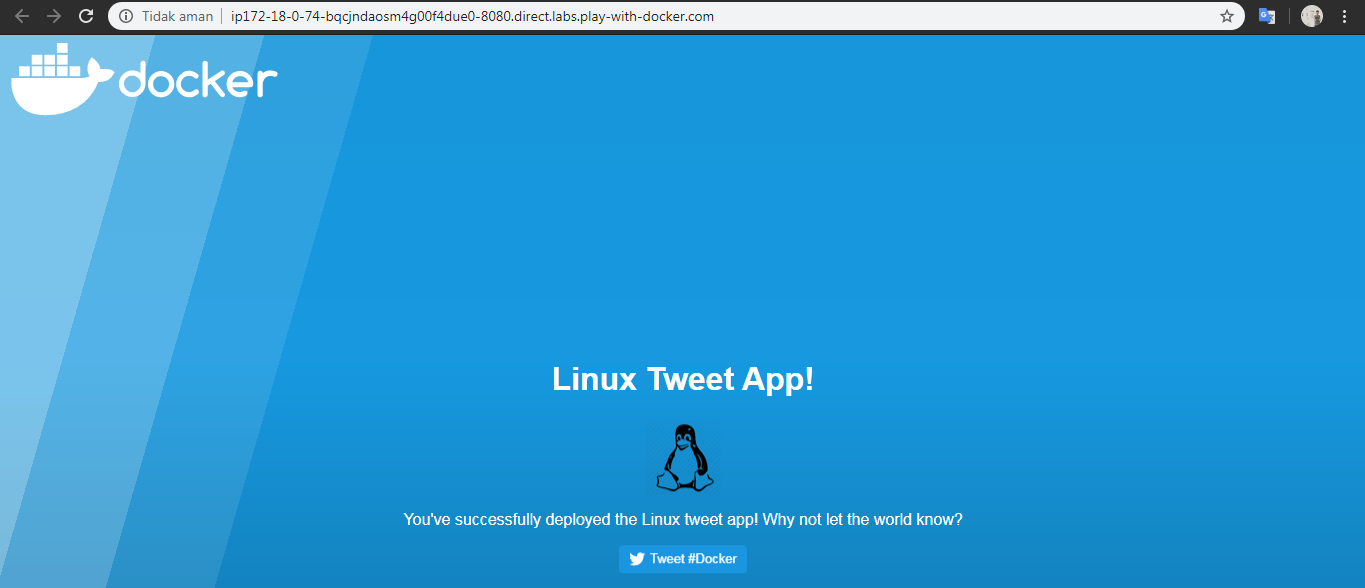 Tidak aman | ip172-18-0-74-bqcjndaosm4g00f4due0-8080.direct.labs.play-with-docker.com
docker
Linux Tweet App!
You've successfully deployed the Linux tweet app! Why not let the world know?
Tweet #Docker